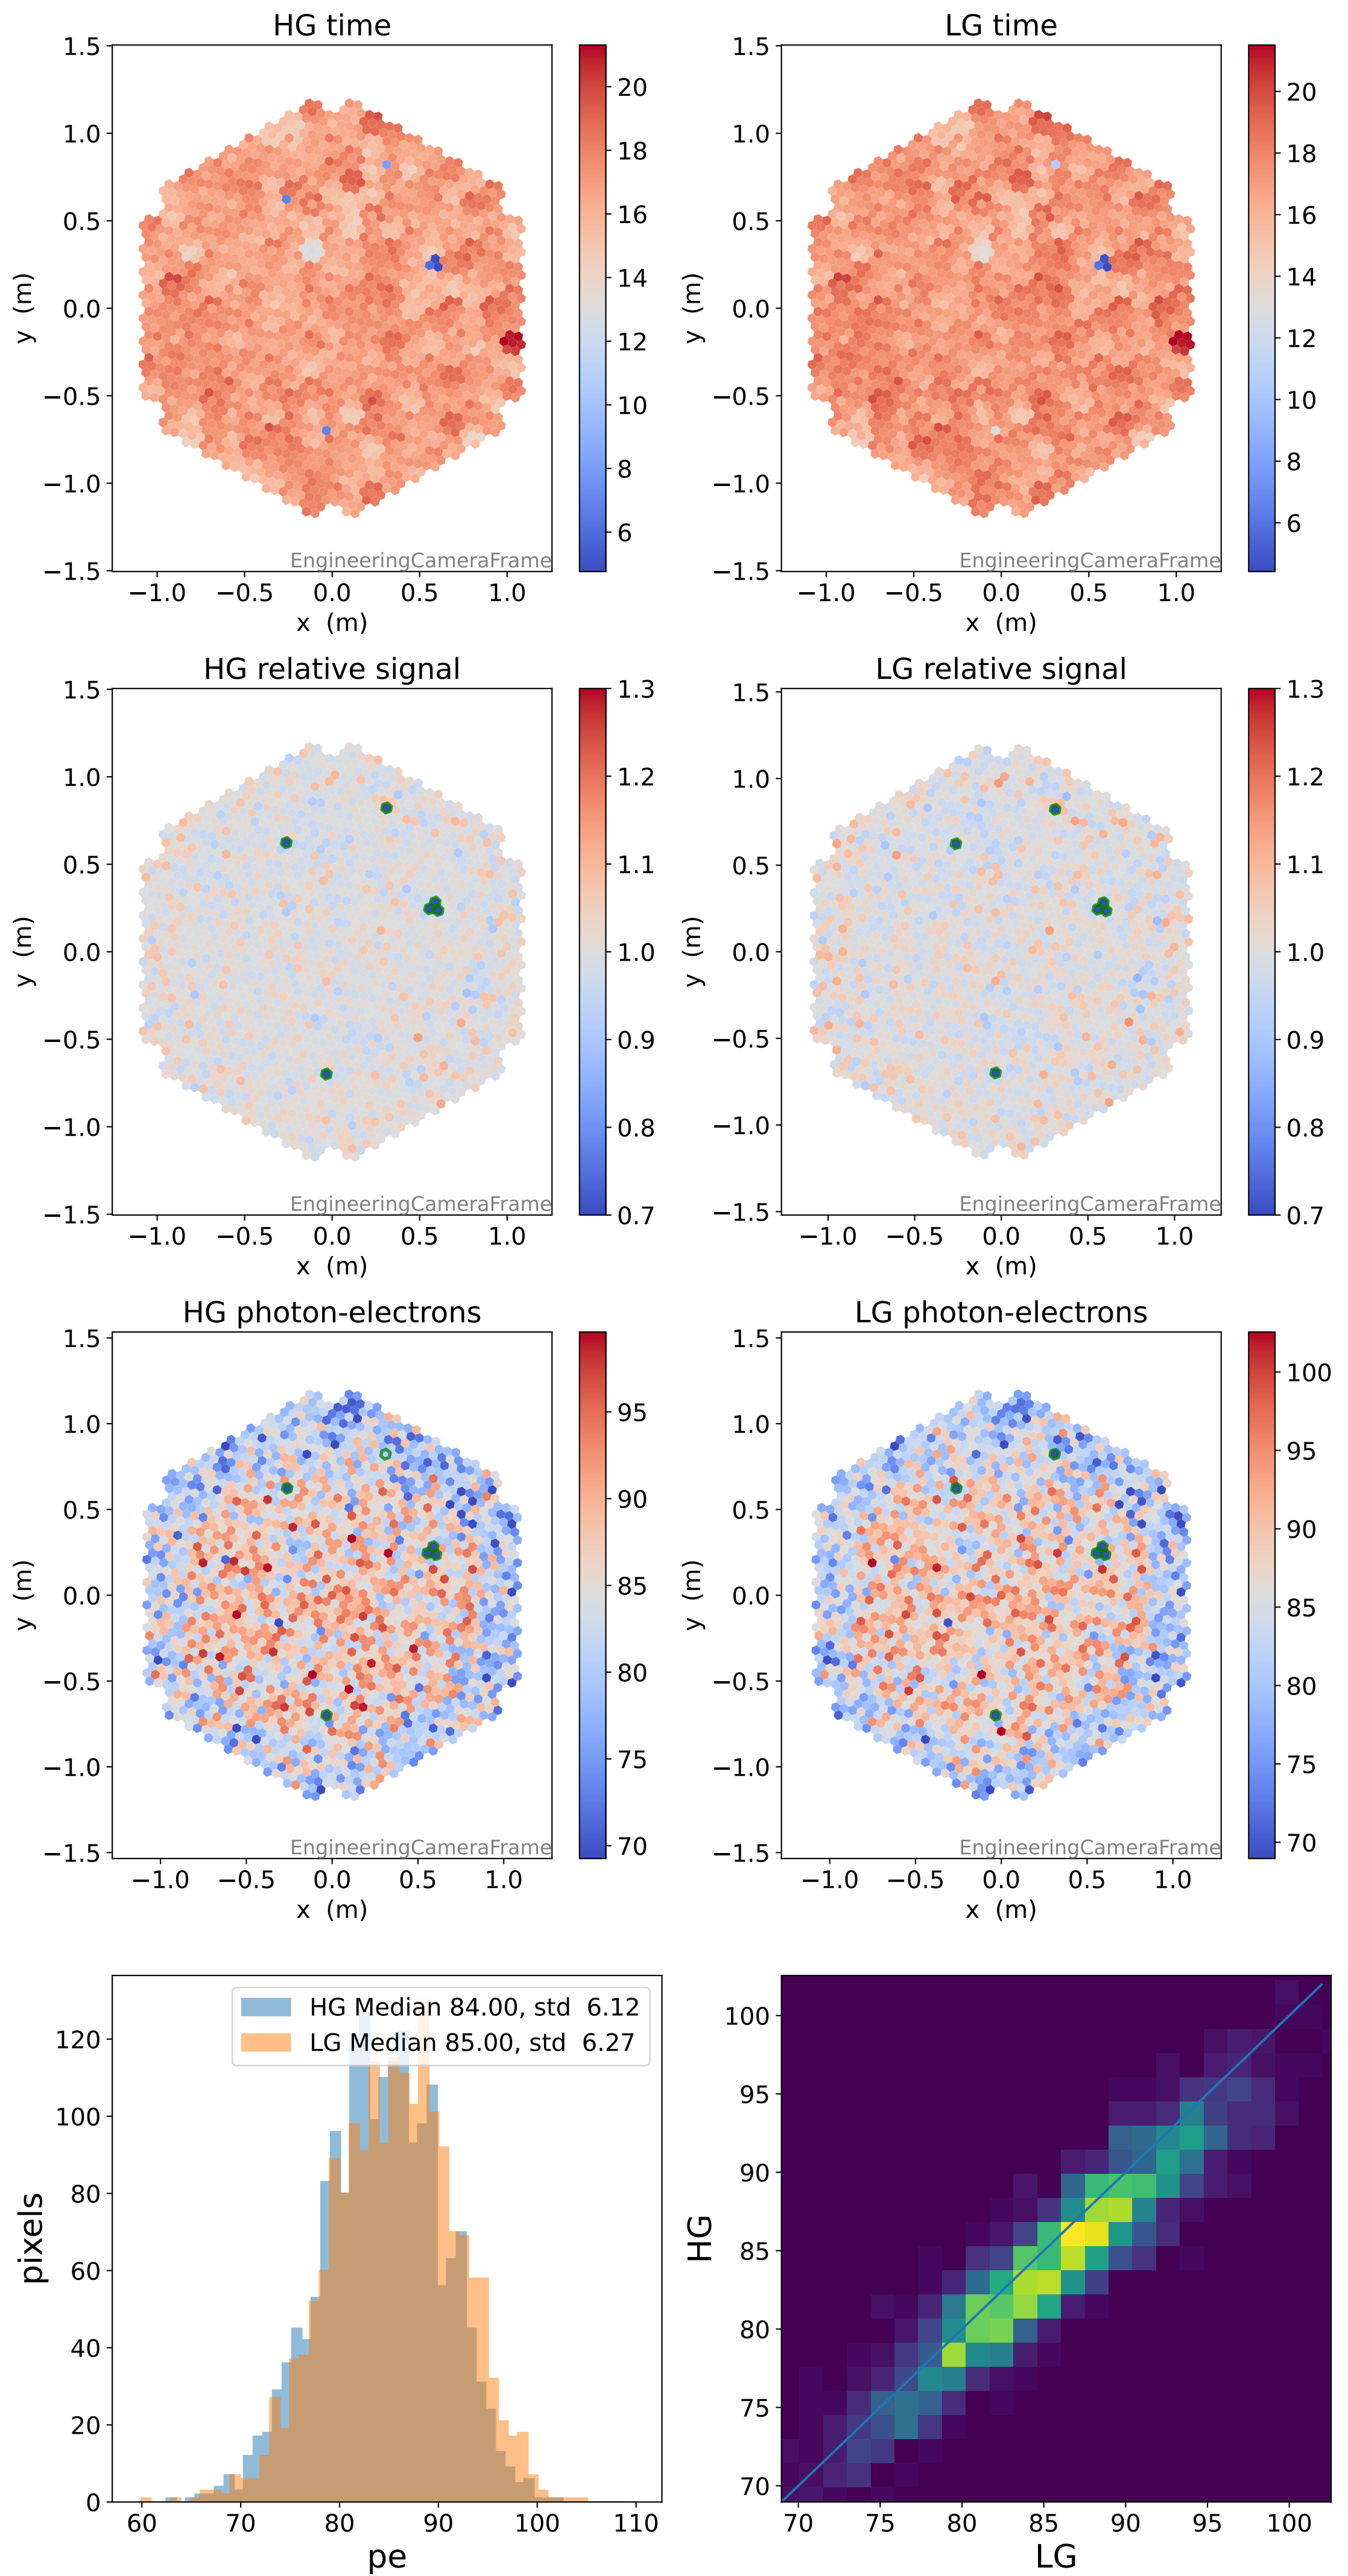 HG time
1.5
1.0
0.5
0.0
−0.5
−1.0
−1.5
y (m)
−1.0 −0.5 0.0 0.5 1.0
x (m)
EngineeringCameraFrame
20
18
16
14
12
10
8
6
LG time
1.5
1.0
0.5
0.0
−0.5
−1.0
−1.5
y (m)
−1.0 −0.5 0.0 0.5 1.0
x (m)
EngineeringCameraFrame
20
18
16
14
12
10
8
6
HG relative signal
1.5
1.0
0.5
0.0
−0.5
−1.0
−1.5
y (m)
−1.0 −0.5 0.0 0.5 1.0
x (m)
EngineeringCameraFrame
1.3
1.2
1.1
1.0
0.9
0.8
0.7
LG relative signal
1.5
1.0
0.5
0.0
−0.5
−1.0
−1.5
y (m)
−1.0 −0.5 0.0 0.5 1.0
x (m)
EngineeringCameraFrame
1.3
1.2
1.1
1.0
0.9
0.8
0.7
HG photon-electrons
1.5
1.0
0.5
0.0
−0.5
−1.0
−1.5
y (m)
−1.0 −0.5 0.0 0.5 1.0
x (m)
EngineeringCameraFrame
95
90
85
80
75
70
LG photon-electrons
1.5
1.0
0.5
0.0
−0.5
−1.0
−1.5
y (m)
−1.0 −0.5 0.0 0.5 1.0
x (m)
EngineeringCameraFrame
100
95
90
85
80
75
70
HG Median 84.00, std 6.12
LG Median 85.00, std 6.27
120
100
80
60
40
20
0
pixels
60 70 80 90 100 110
pe
100
95
90
85
80
75
70
HG
70 75 80 85 90 95 100
LG